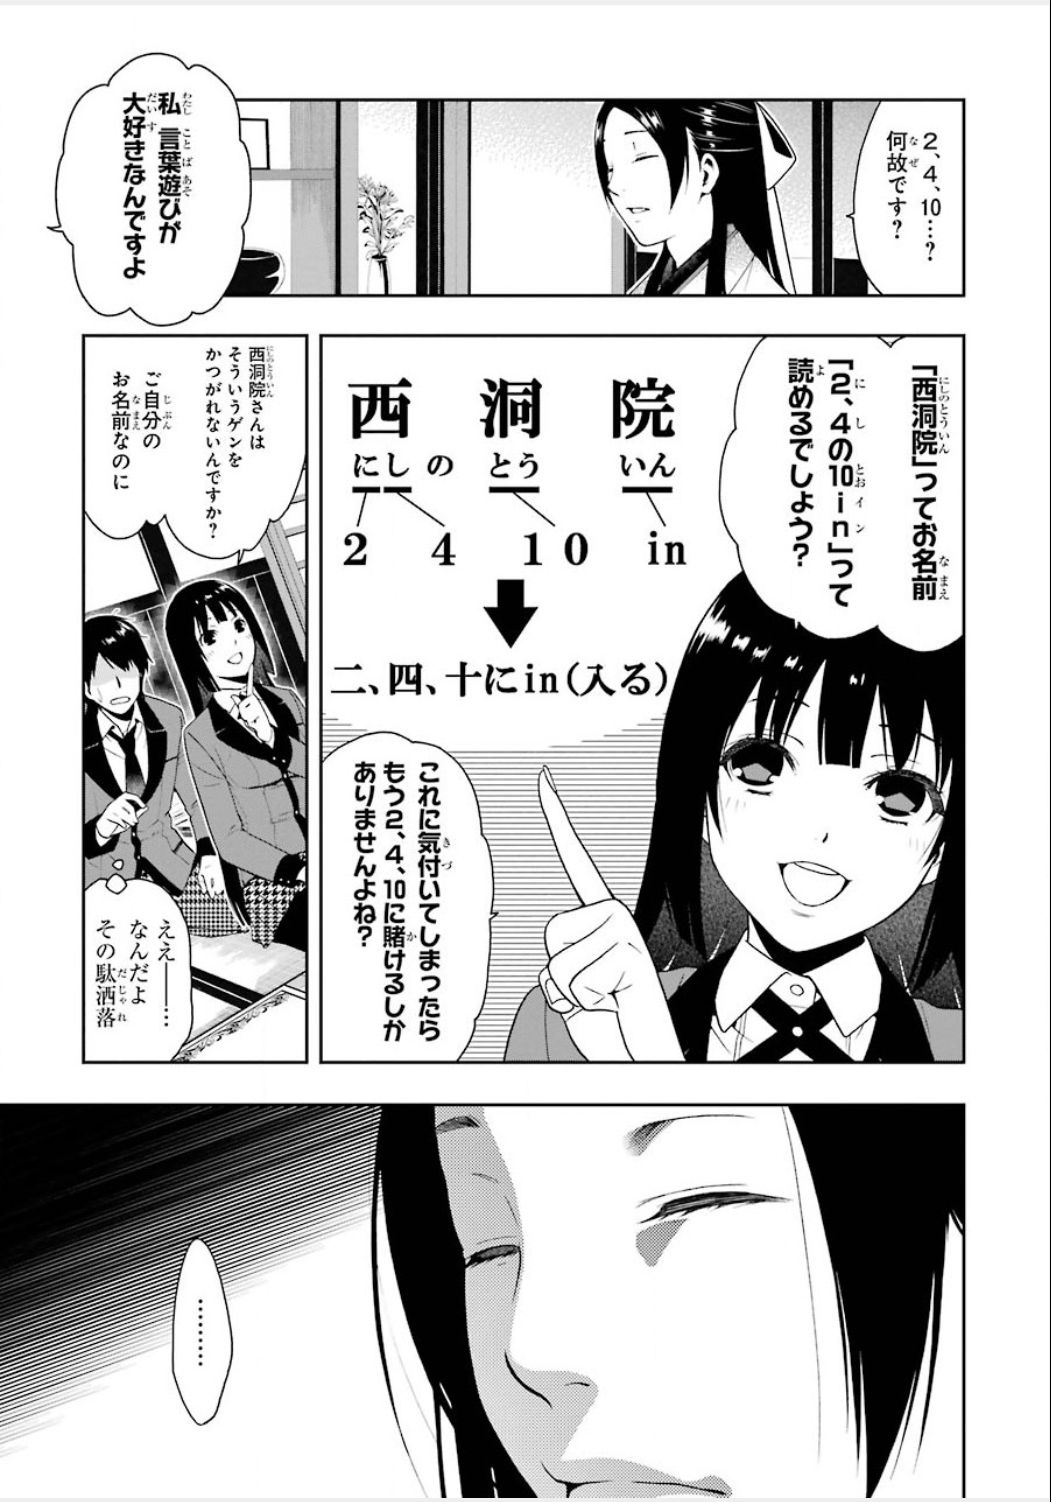 2、4、10…?
何故です?
私 言葉遊びが
大好きなんですよ
「西洞院」ってお名前
「2、4の10in」って
読めるでしょう?
西 洞 院
にし の とう いん
2 4 10 in
二、四、十にin(入る)
これに気付いてしまったら
もう2、4、10に賭けるしか
ありませんよね?
西洞院さんは
そういうゲンを
かつがれないんですか?
ご自分の
お名前なのに
ええ――…
なんだよ
その駄洒落
………